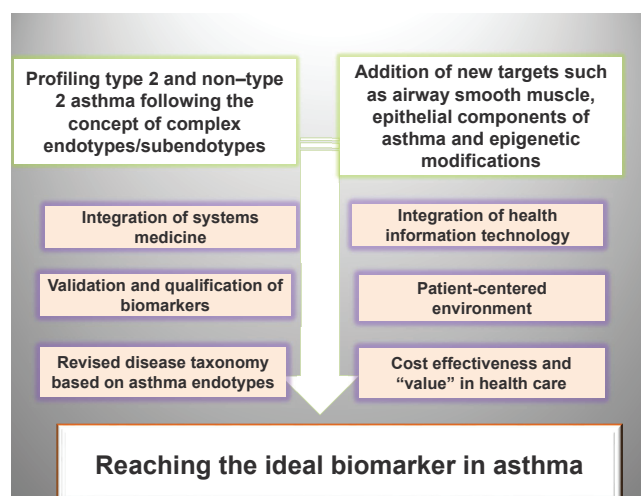 Profiling type 2 and non–type
2 asthma following the
concept of complex
endotypes/subendotypes
Addition of new targets such
as airway smooth muscle,
epithelial components of
asthma and epigenetic
modifications
Integration of systems
medicine
Integration of health
information technology
Validation and qualification of
biomarkers
Patient-centered
environment
Revised disease taxonomy
based on asthma endotypes
Cost effectiveness and
“value” in health care
Reaching the ideal biomarker in asthma